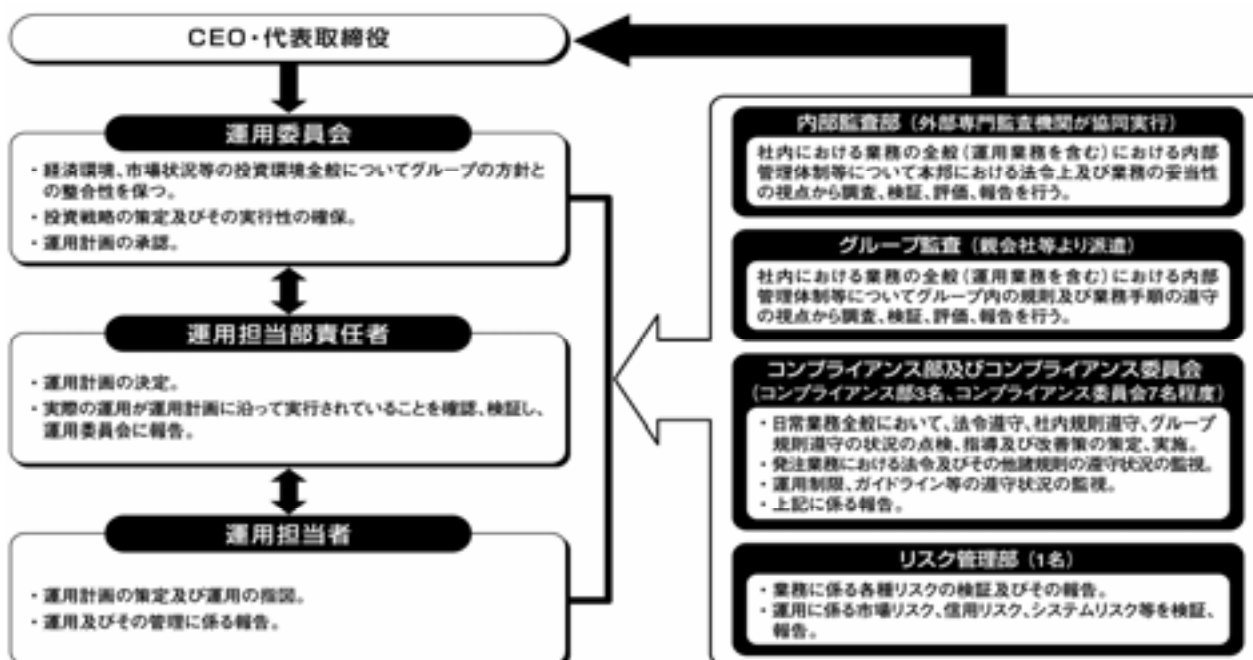 CEO・代表取締役
運用委員会
・経済環境、市場状況等の投資環境全般についてグループの方針と
の整合性を保つ。
・投資戦略の策定及びその実行性の確保。
・運用計画の承認。
運用担当部責任者
・運用計画の決定。
・実際の運用が運用計画に沿って実行されていることを確認、検証し、
運用委員会に報告。
運用担当者
・運用計画の策定及び運用の指図。
・運用及びその管理に係る報告。
内部監査部（外部専門監査機関が協同実行）
社内における業務の全般（運用業務を含む）における内部
管理体制等について本邦における法令上及び業務の妥当性
の視点から調査、検証、評価、報告を行う。
グループ監査（親会社等より派遣）
社内における業務の全般（運用業務を含む）における内部
管理体制等についてグループ内の規則及び業務手順の遵守
の視点から調査、検証、評価、報告を行う。
コンプライアンス部及びコンプライアンス委員会
（コンプライアンス部3名、コンプライアンス委員会7名程度）
・日常業務全般において、法令遵守、社内規則遵守、グループ
規則遵守の状況の点検、指導及び改善策の策定、実施。
・発注業務における法令及びその他諸規則の遵守状況の監視。
・運用制限、ガイドライン等の遵守状況の監視。
・上記に係る報告。
リスク管理部（1名）
・業務に係る各種リスクの検証及びその報告。
・運用に係る市場リスク、信用リスク、システムリスク等を検証、
報告。